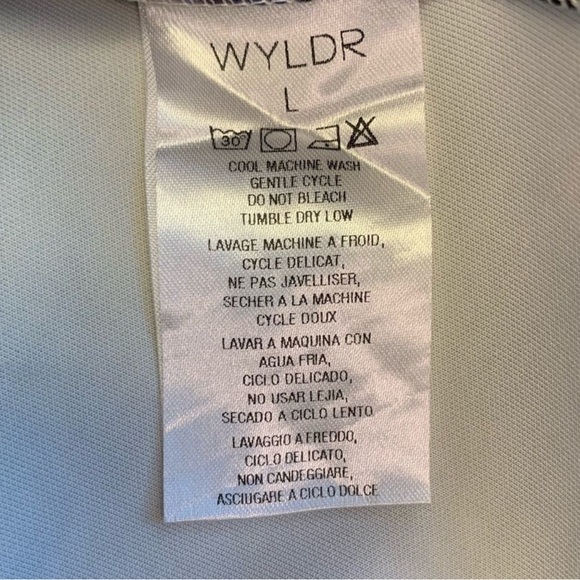 WYLDR
L
30
COOL MACHINE WASH
GENTLE CYCLE
DO NOT BLEACH
TUMBLE DRY LOW
LAVAGE MACHINE A FROID,
CYCLE DELICAT,
NE PAS JAVELLISER,
SECHER A LA MACHINE
CYCLE DOUX
LAVAR A MAQUINA CON
AGUA FRIA,
CICLO DELICADO,
NO USAR LEJIA,
SECADO A CICLO LENTO
LAVAGGIO A FREDDO,
CICLO DELICATO,
NON CANDEGGIARE,
ASCIUGARE A CICLO DOLCE